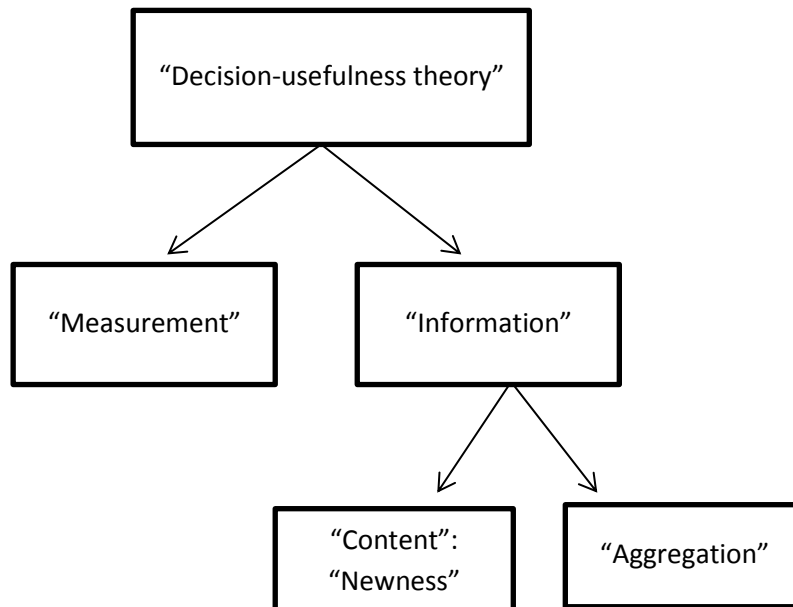 “Decision-usefulness theory”
“Measurement”
“Information”
“Content”:
“Newness”
“Aggregation”